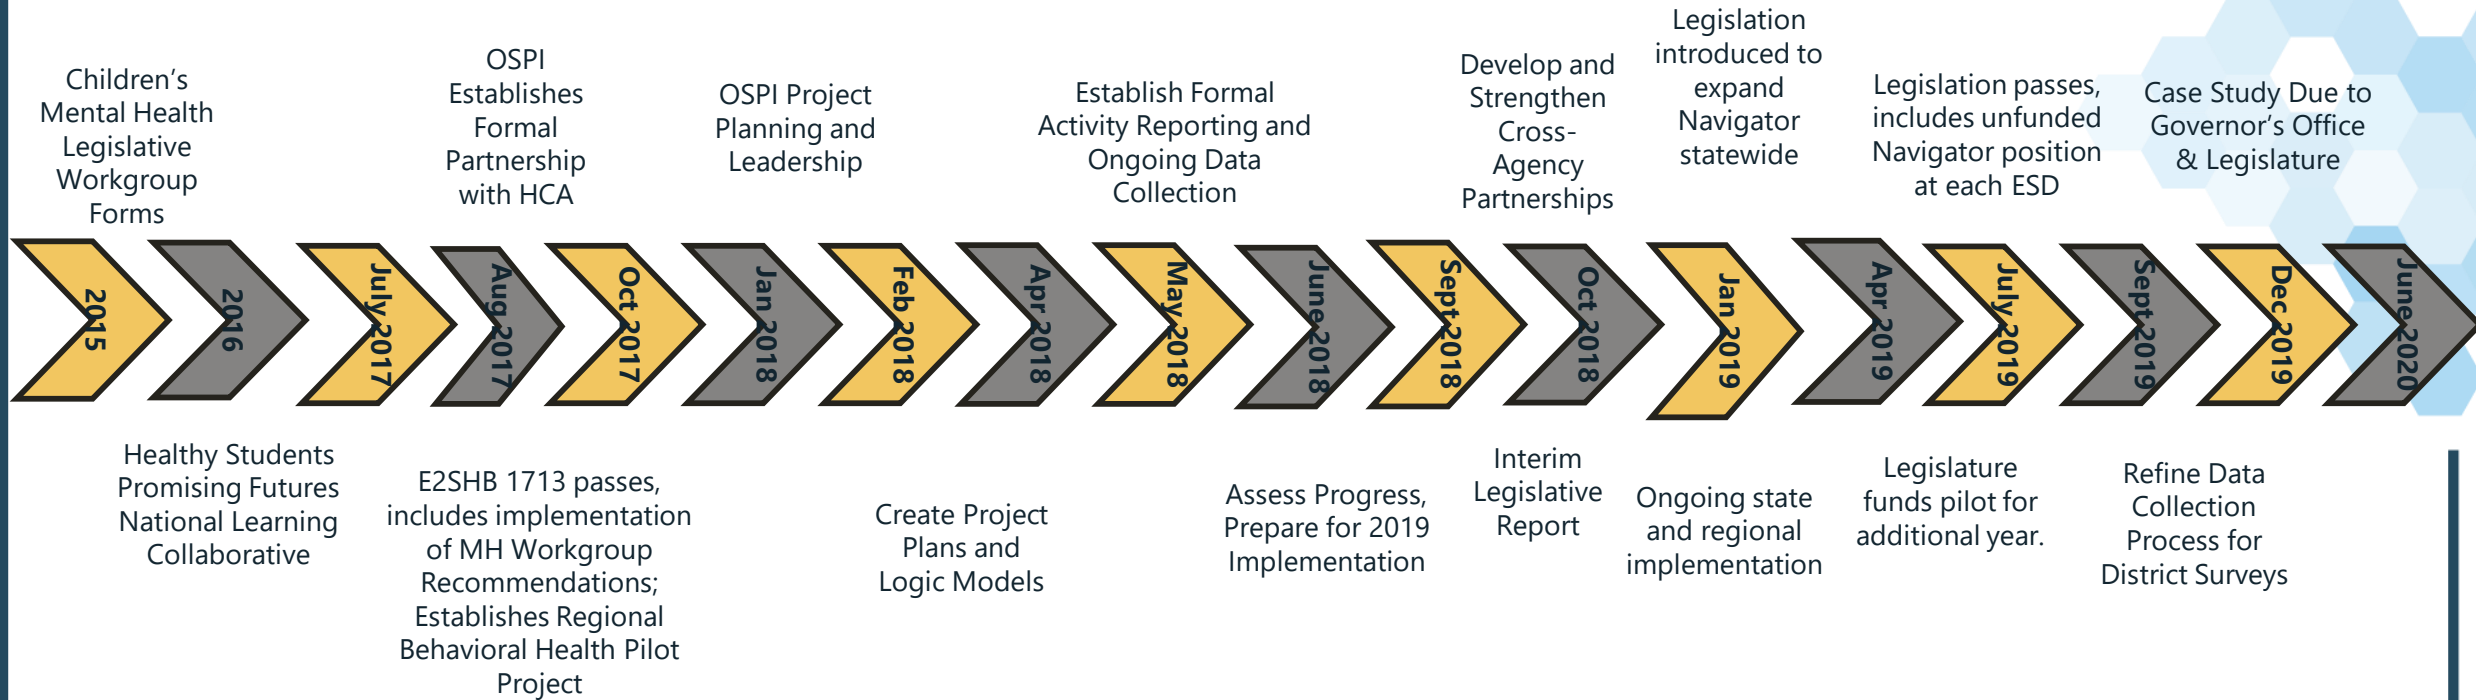 Children's
Mental Health
Legislative
Workgroup
Forms
OSPI
Establishes
Formal
Partnership
with HCA
OSPI Project
Planning and
Leadership
Establish Formal
Activity Reporting and
Ongoing Data
Collection
Develop and
Strengthen
Cross-
Agency
Partnerships
Legislation
introduced to
expand
Navigator
statewide
Legislation passes,
includes unfunded
Navigator position
at each ESD
Case Study Due to
Governor's Office
& Legislature
2015
2016
July 2017
Aug 2017
Oct 2017
Jan 2018
Feb 2018
Apr 2018
May 2018
June 2018
Sept 2018
Oct 2018
Jan 2019
Apr 2019
July 2019
Sept 2019
Dec 2019
June 2020
Healthy Students
Promising Futures
National Learning
Collaborative
E2SHB 1713 passes,
includes implementation
of MH Workgroup
Recommendations;
Establishes Regional
Behavioral Health Pilot
Project
Create Project
Plans and
Logic Models
Assess Progress,
Prepare for 2019
Implementation
Interim
Legislative
Report
Ongoing state
and regional
implementation
Legislature
funds pilot for
additional year.
Refine Data
Collection
Process for
District Surveys